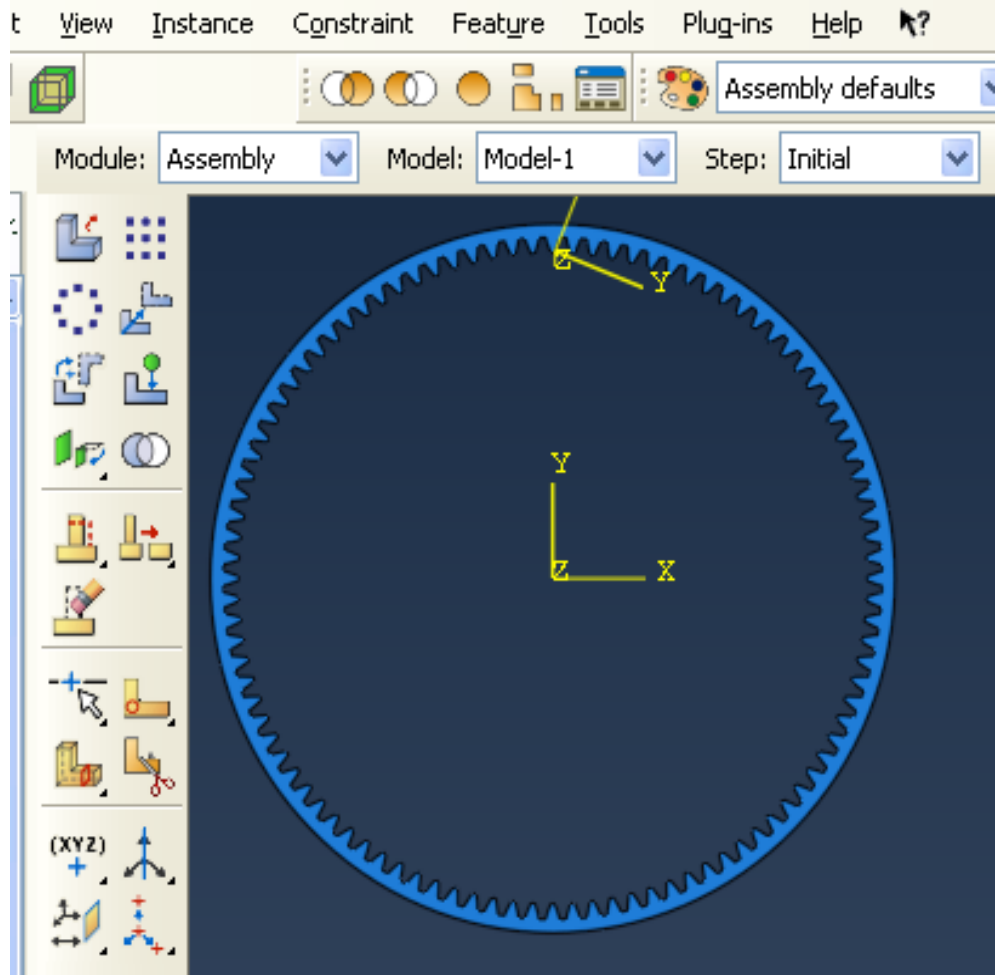 t View Instance Constraint Feature Tools Plug-ins Help ?
Assembly defaults
Module: Assembly Model: Model-1 Step: Initial
Z
Y
Y
Z X
(XYZ)